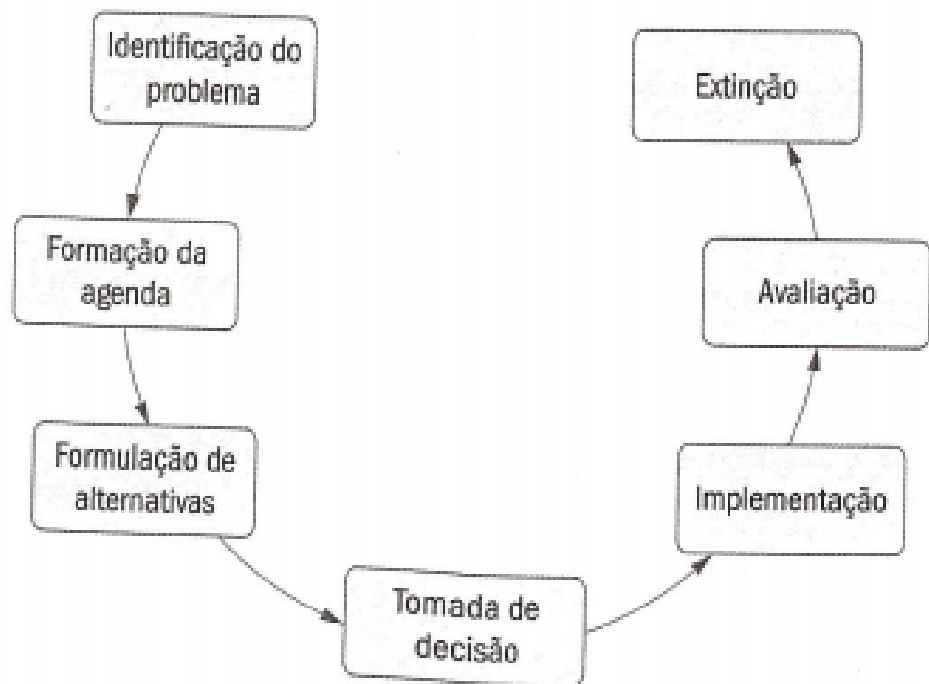 Identificação do
problema
Formação da
agenda
Formulação de
alternativas
Tomada de
decisão
Implementação
Avaliação
Extinção